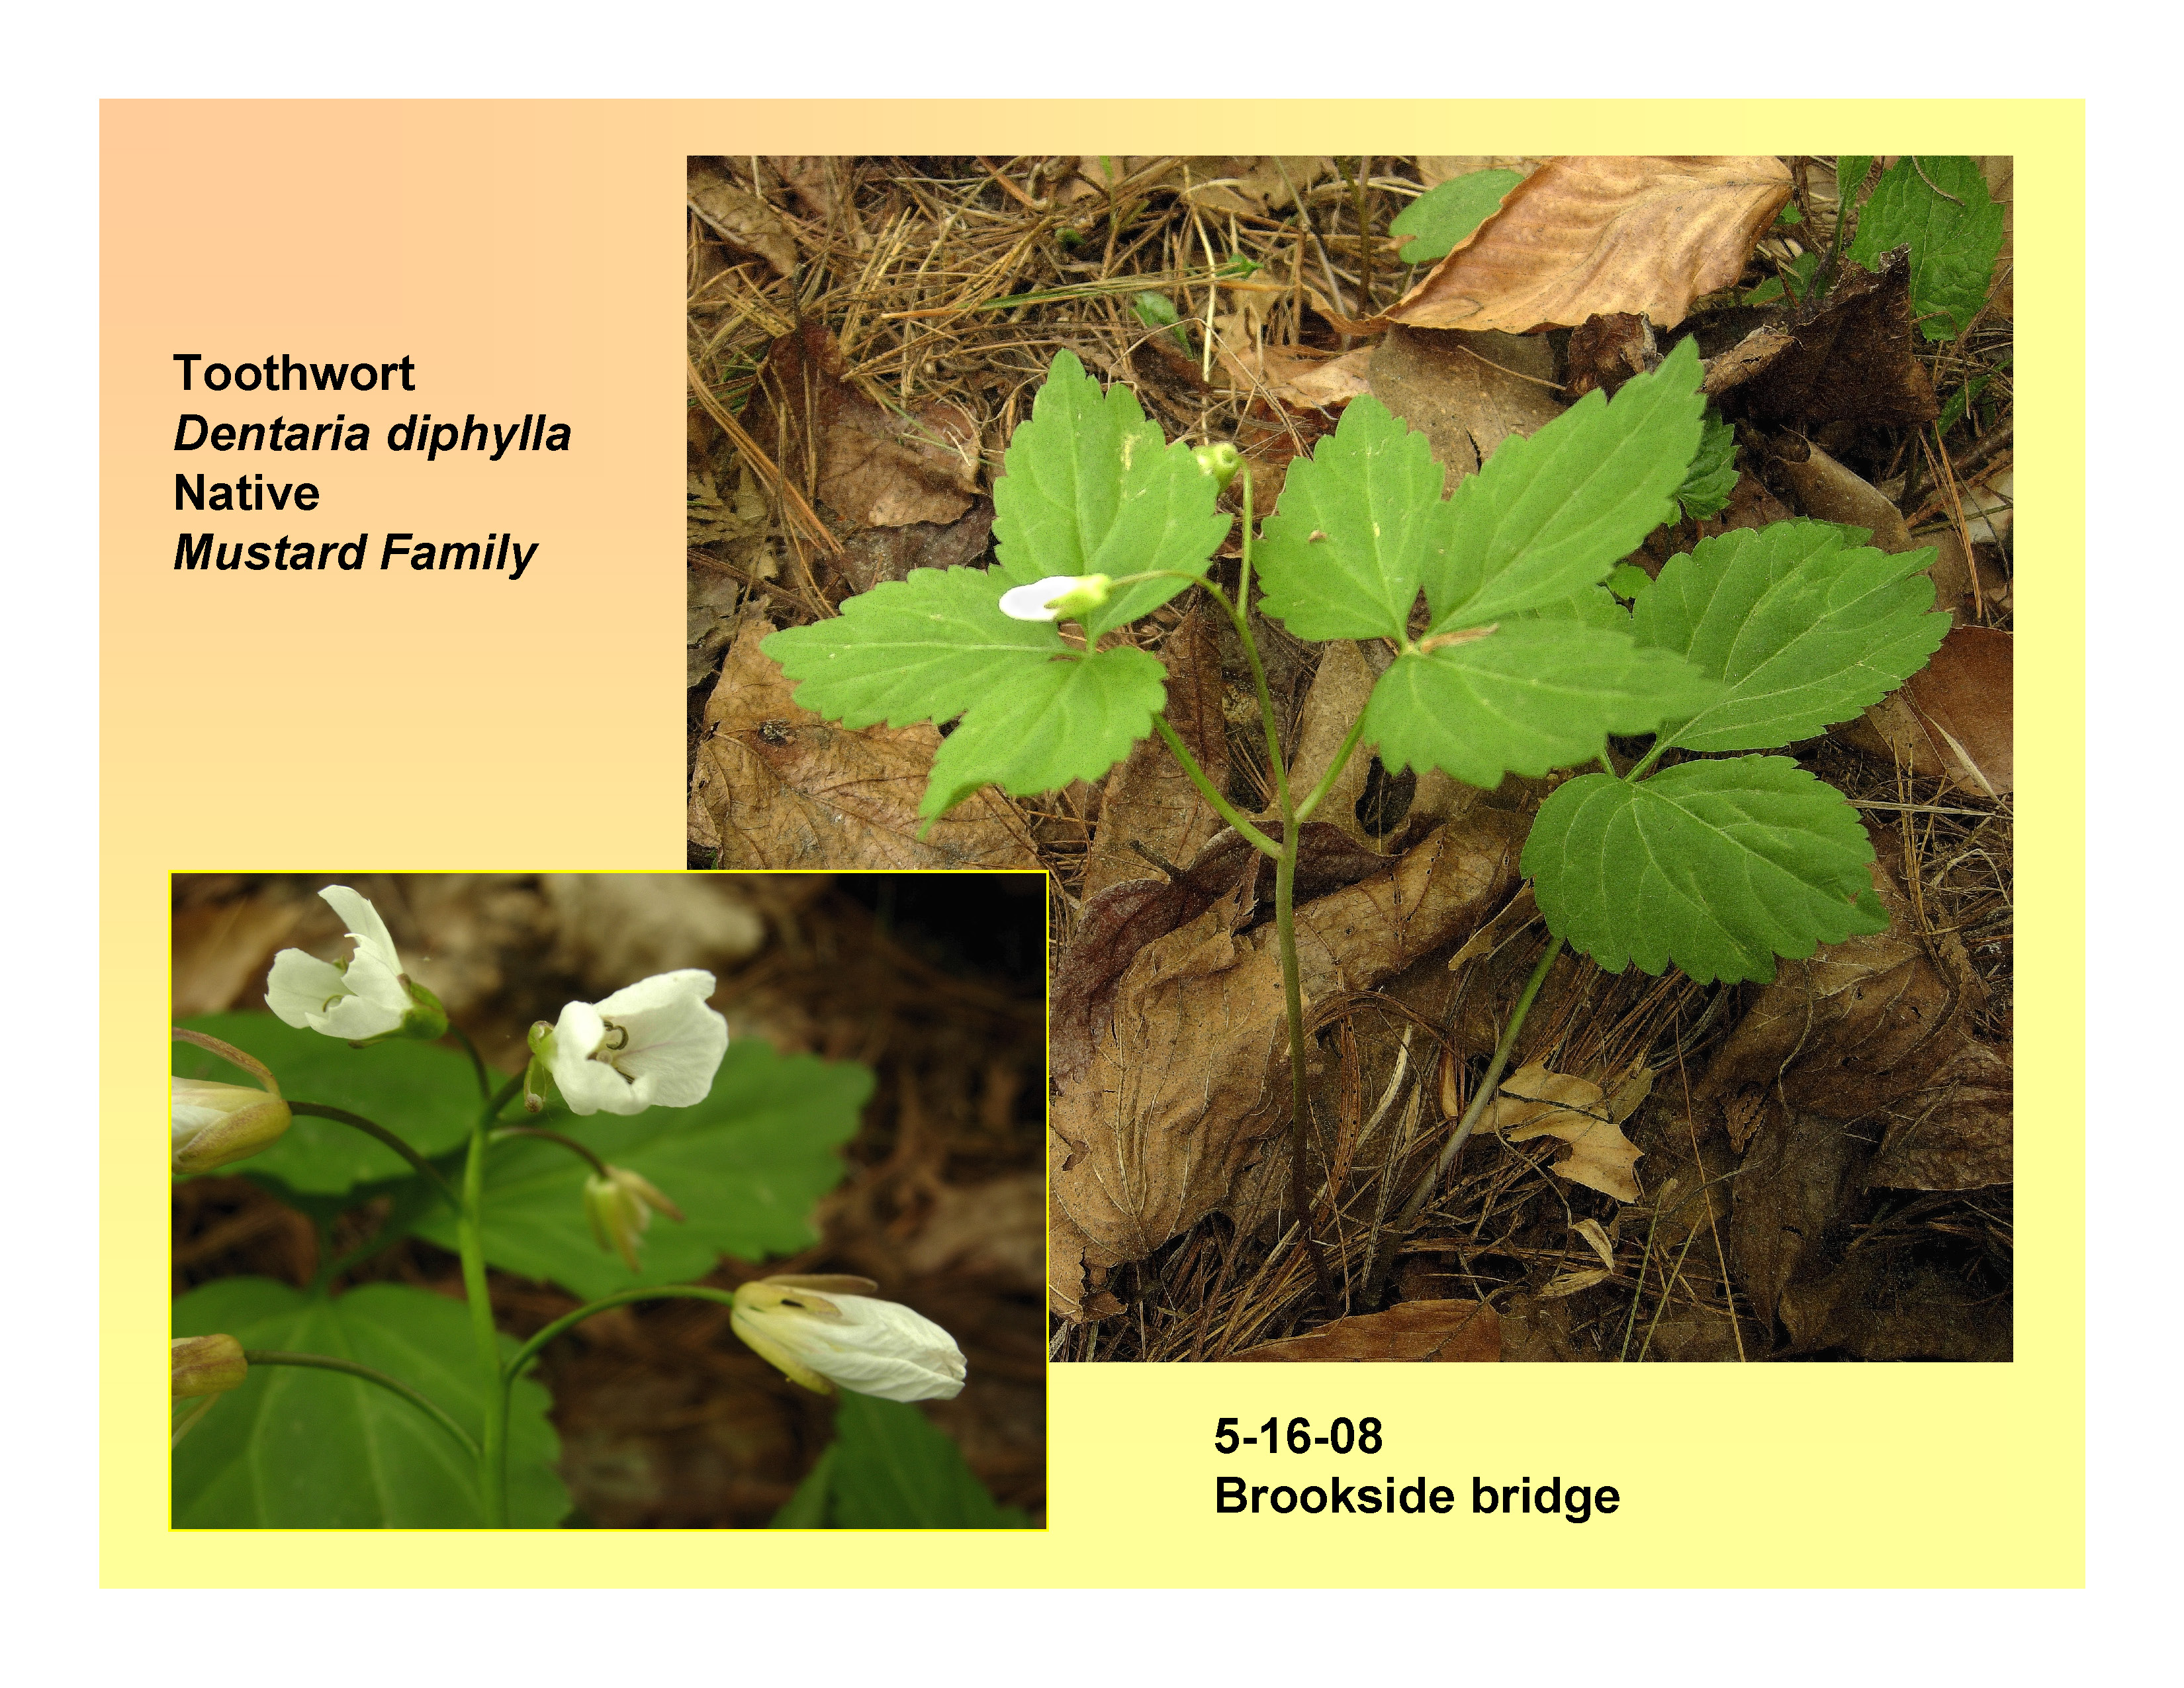 Toothwort
Dentaria diphylla
Native
Mustard Family
5-16-08
Brookside bridge